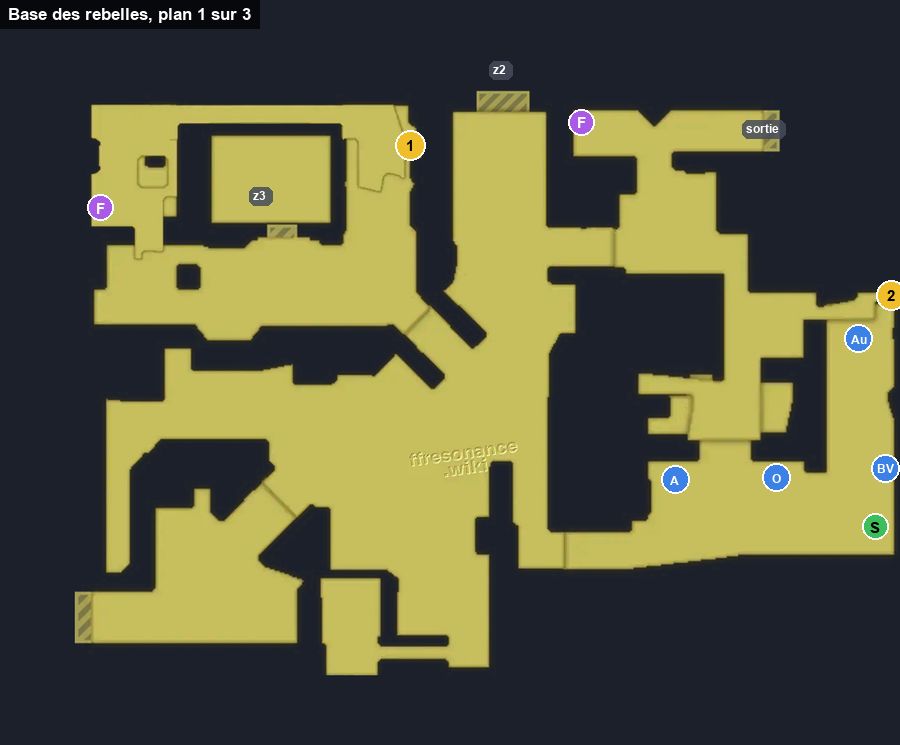 Base des rebelles, plan 1 sur 3
z2
F
sortie
1
z3
F
2
Au
ffresonance
.wiki
BV
A
O
S